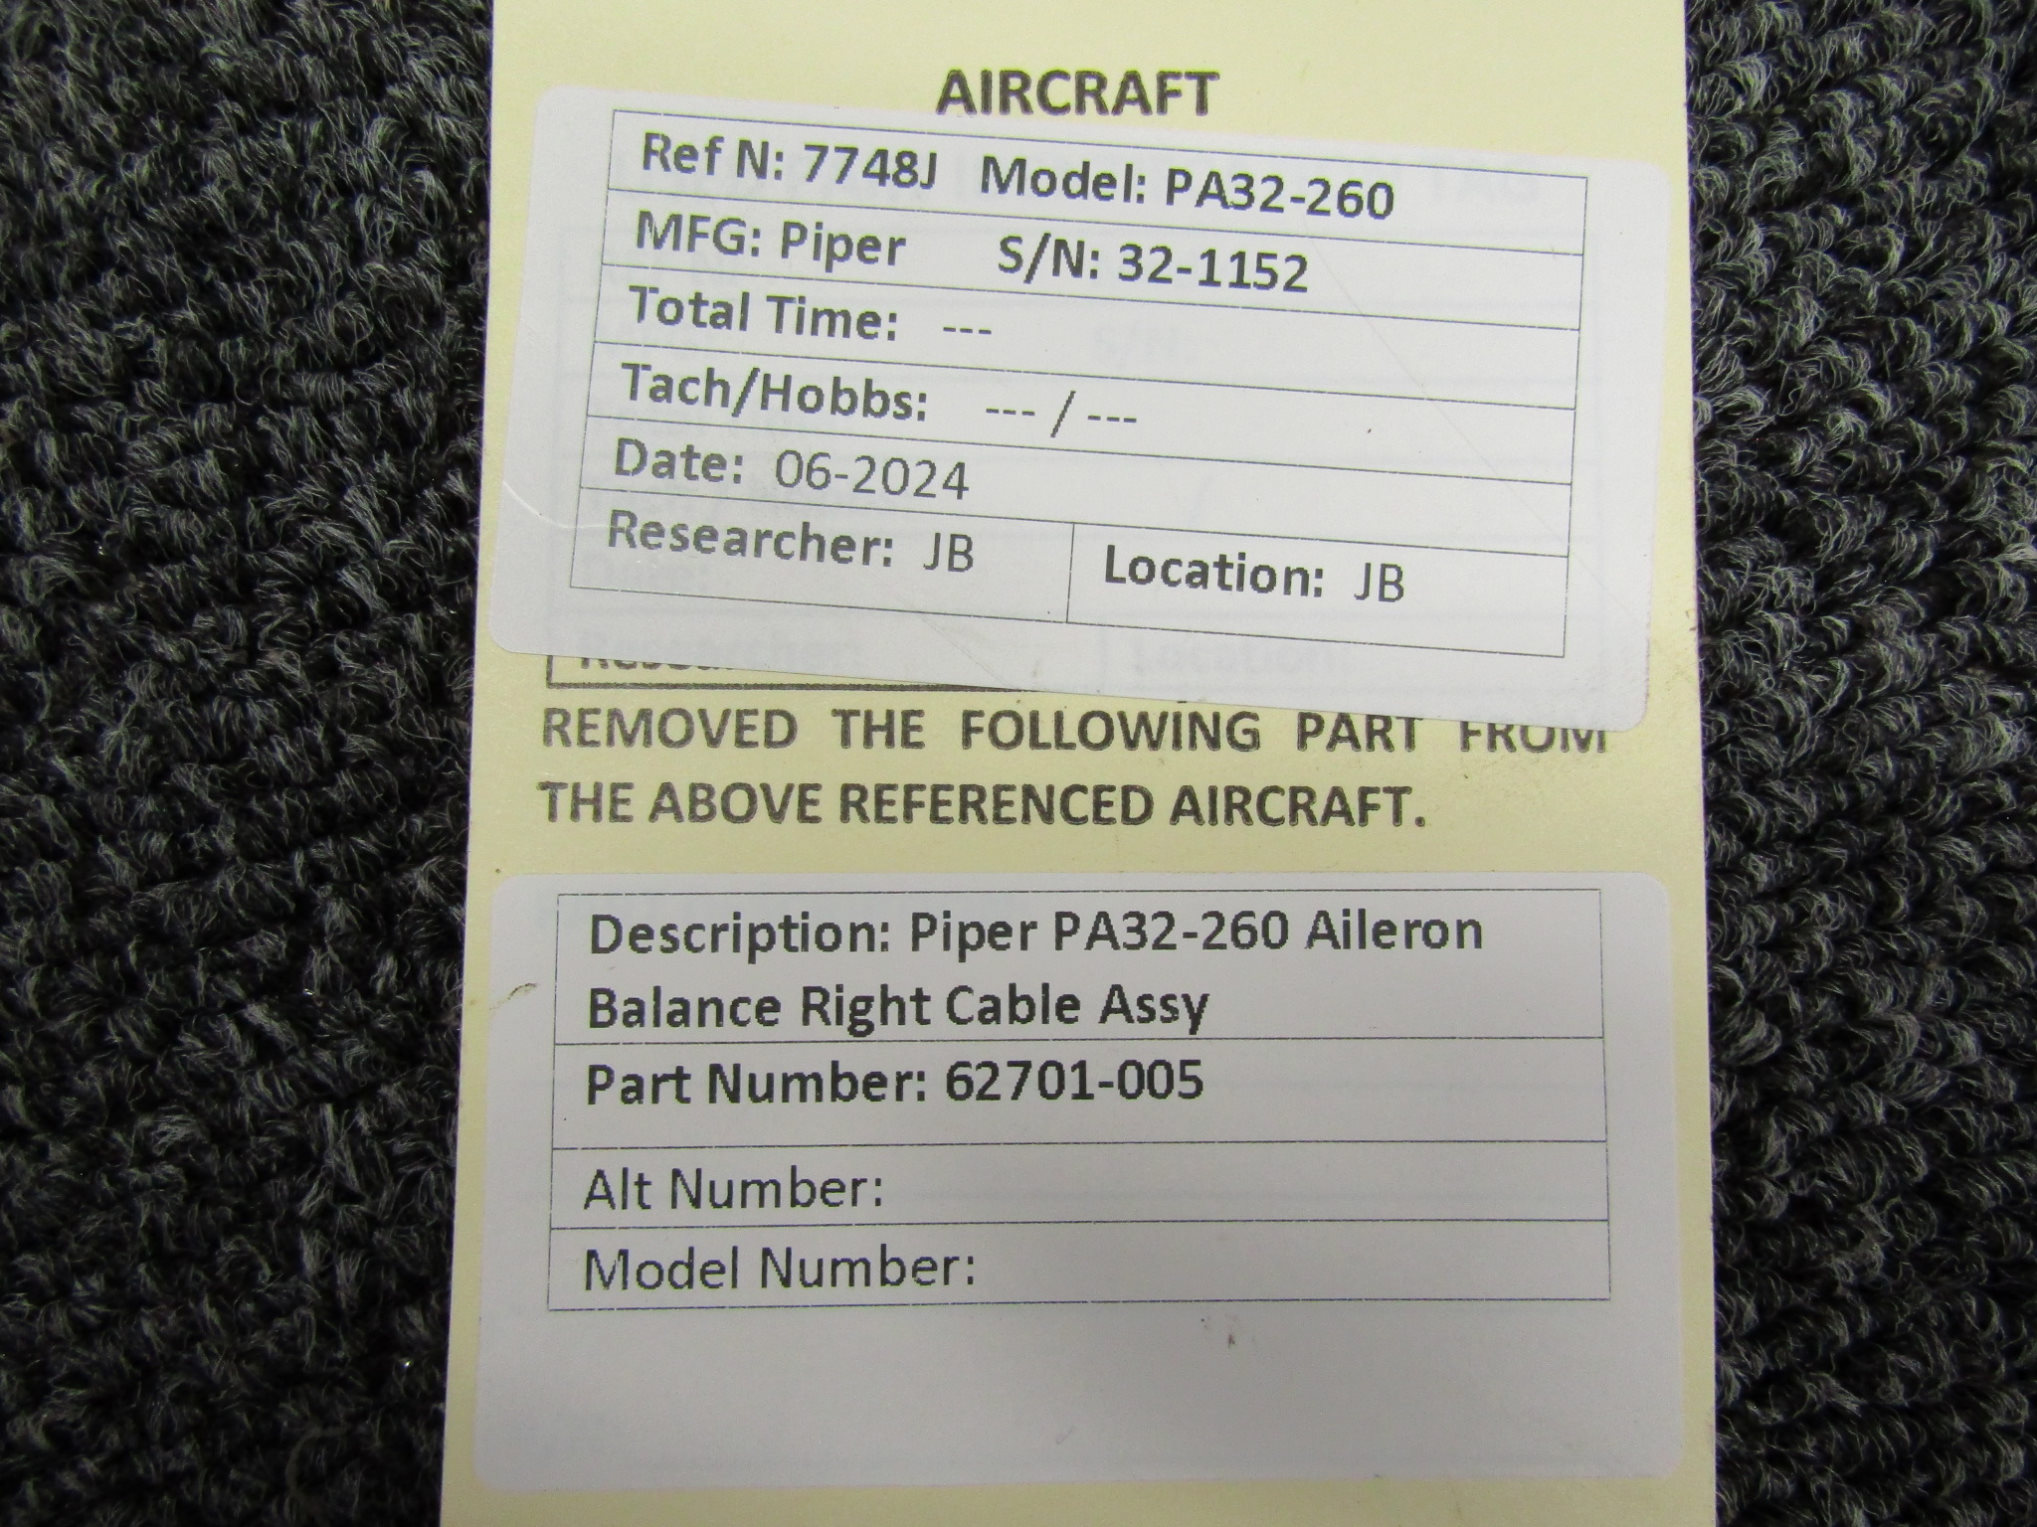 AIRCRAFT
Ref N: 7748J Model: PA32-260
MFG: Piper S/N: 32-1152
Total Time: ---
Tach/Hobbs: --- / ---
Date: 06-2024
Researcher: JB Location: JB
REMOVED THE FOLLOWING PART FROM
THE ABOVE REFERENCED AIRCRAFT.
Description: Piper PA32-260 Aileron
Balance Right Cable Assy
Part Number: 62701-005
Alt Number:
Model Number: